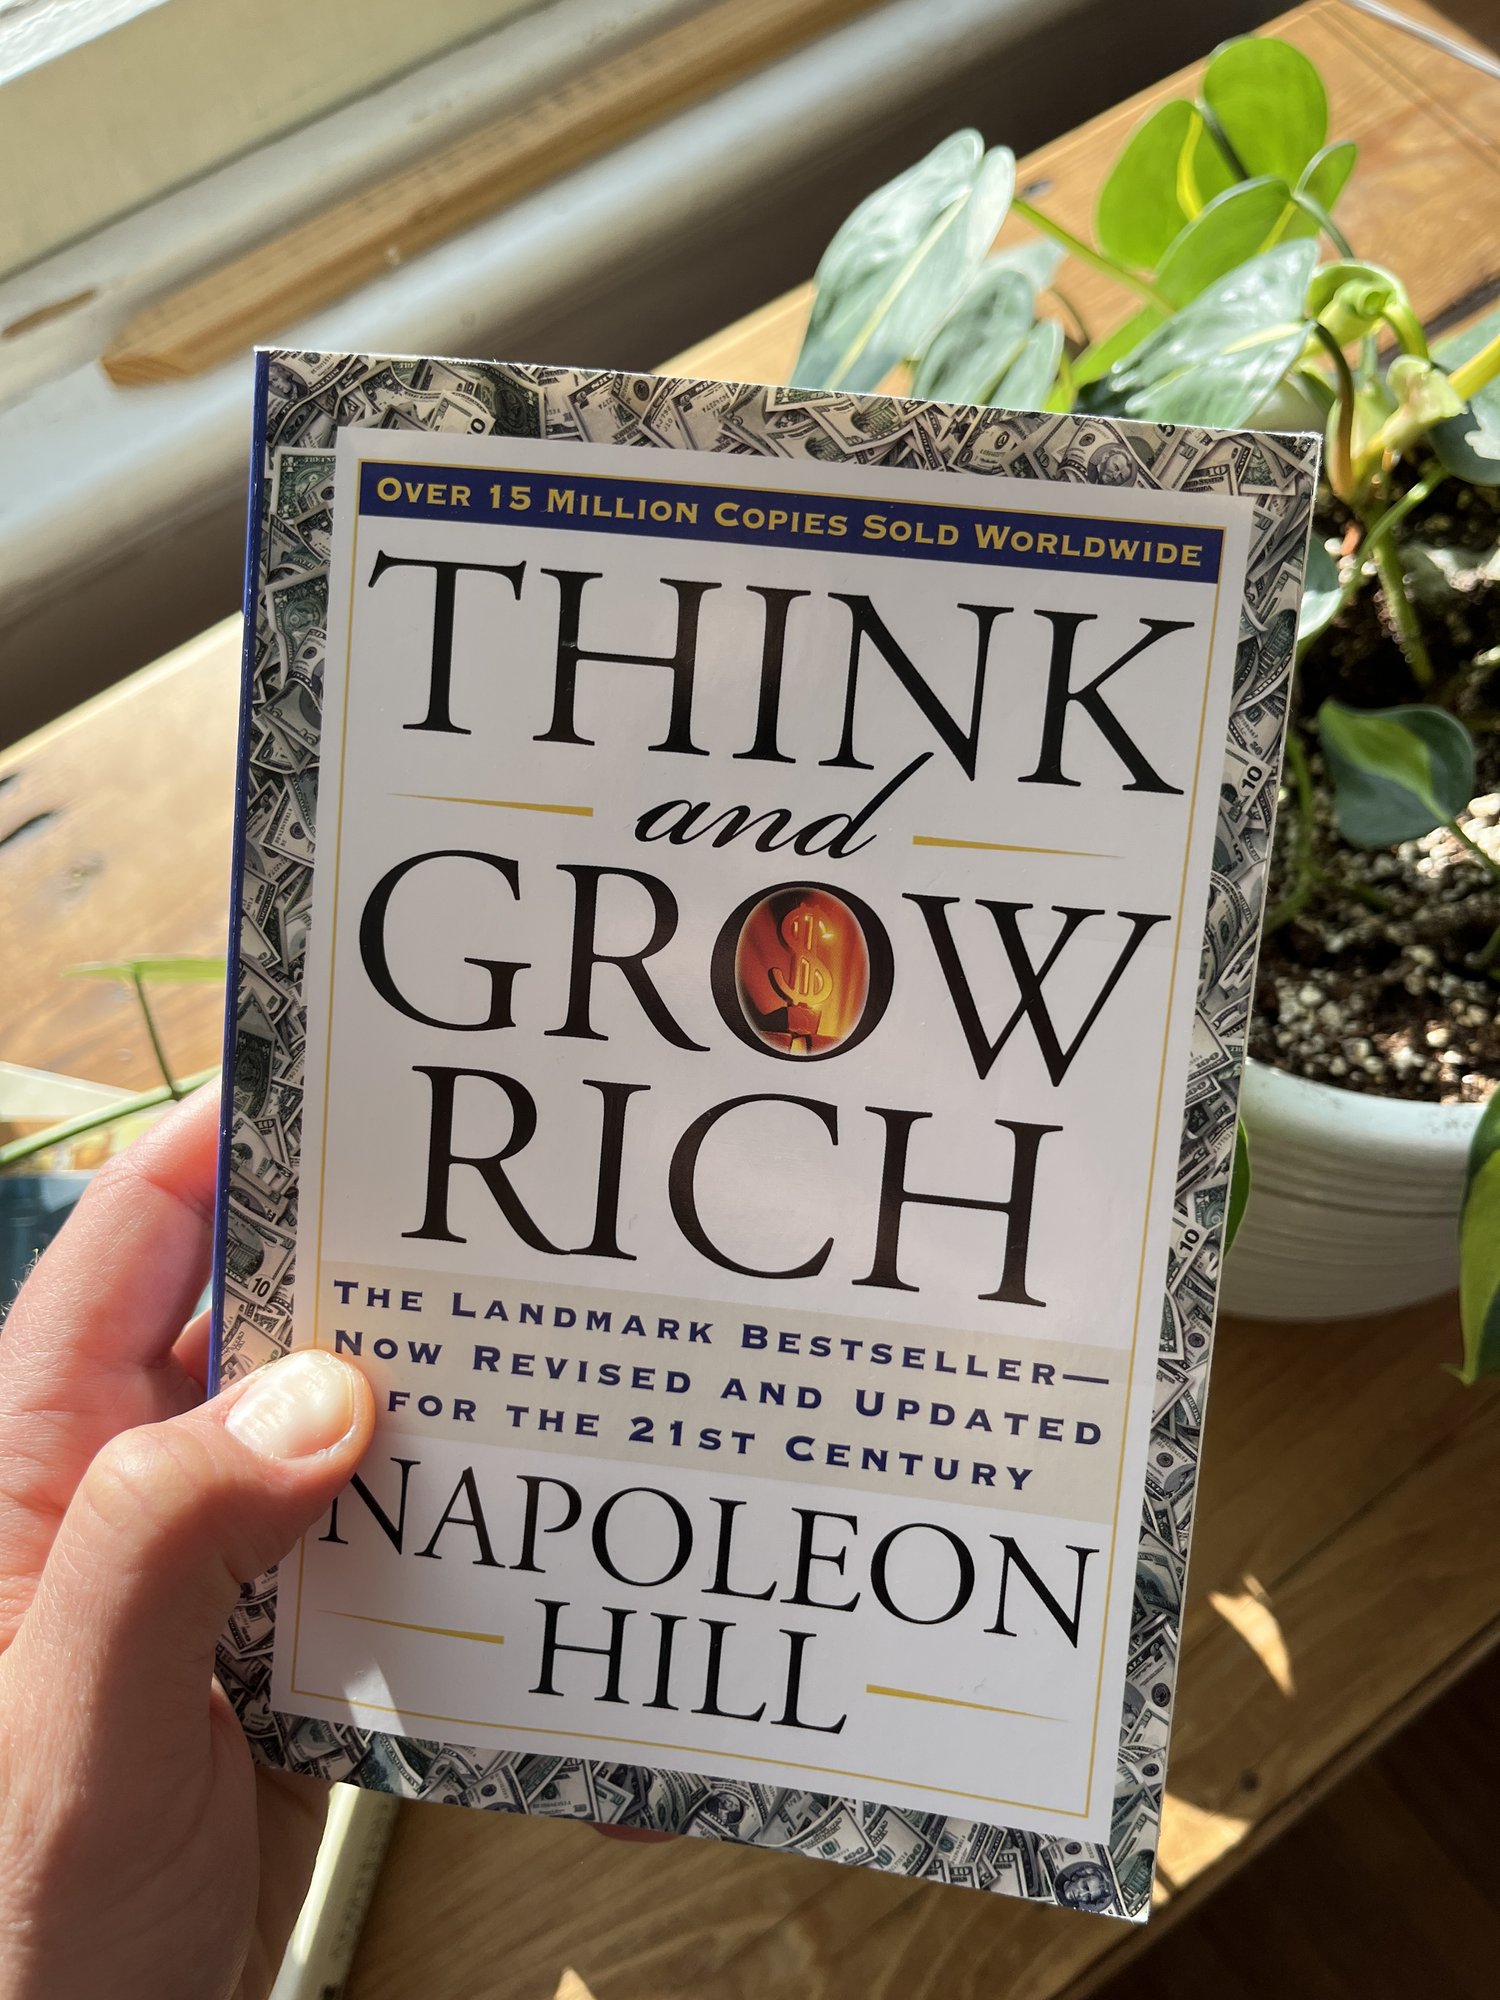 OVER 15 MILLION COPIES SOLD WORLDWIDE
THINK
and
GROW
RICH
THE LANDMARK BESTSELLER—
NOW REVISED AND UPDATED
FOR THE 21ST CENTURY
NAPOLEON
HILL